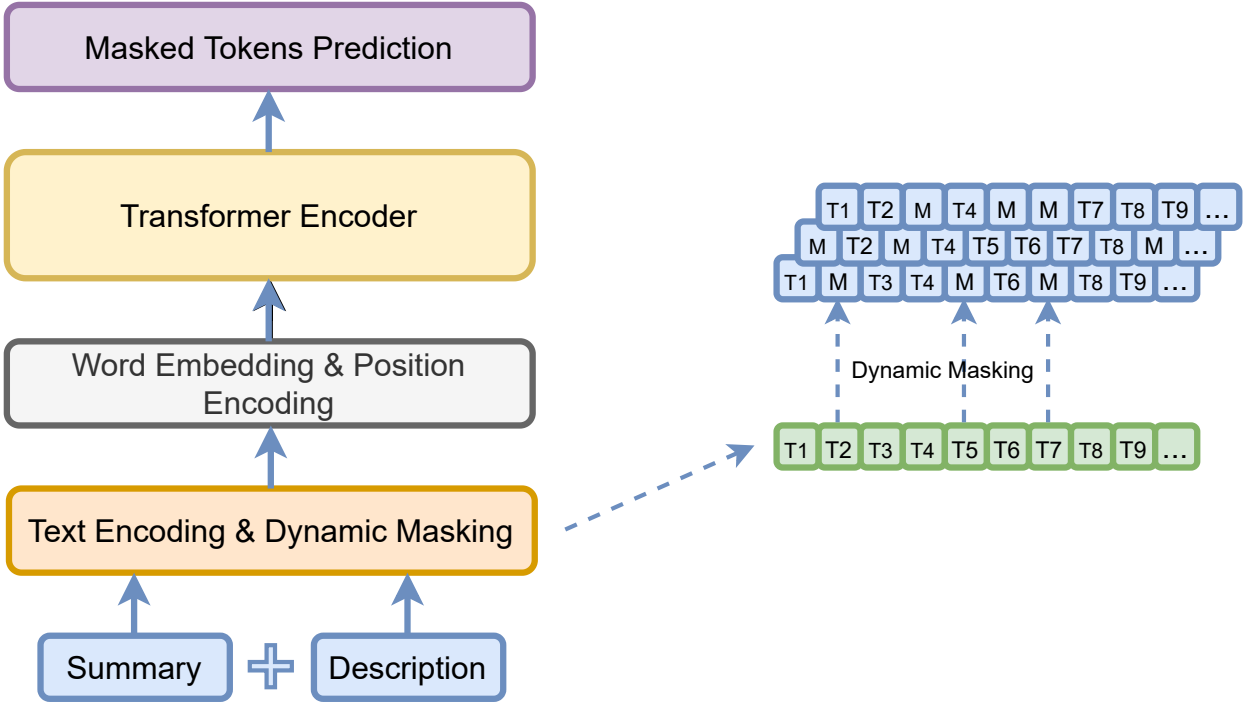 Masked Tokens Prediction
Transformer Encoder
Word Embedding & Position
Encoding
Text Encoding & Dynamic Masking
Summary
Description
T1 T2 M T4 M M T7 T8 T9 ...
M T2 M T4 T5 T6 T7 T8 M ...
T1 M T3 T4 M T6 M T8 T9 ...
Dynamic Masking
T1 T2 T3 T4 T5 T6 T7 T8 T9 ...